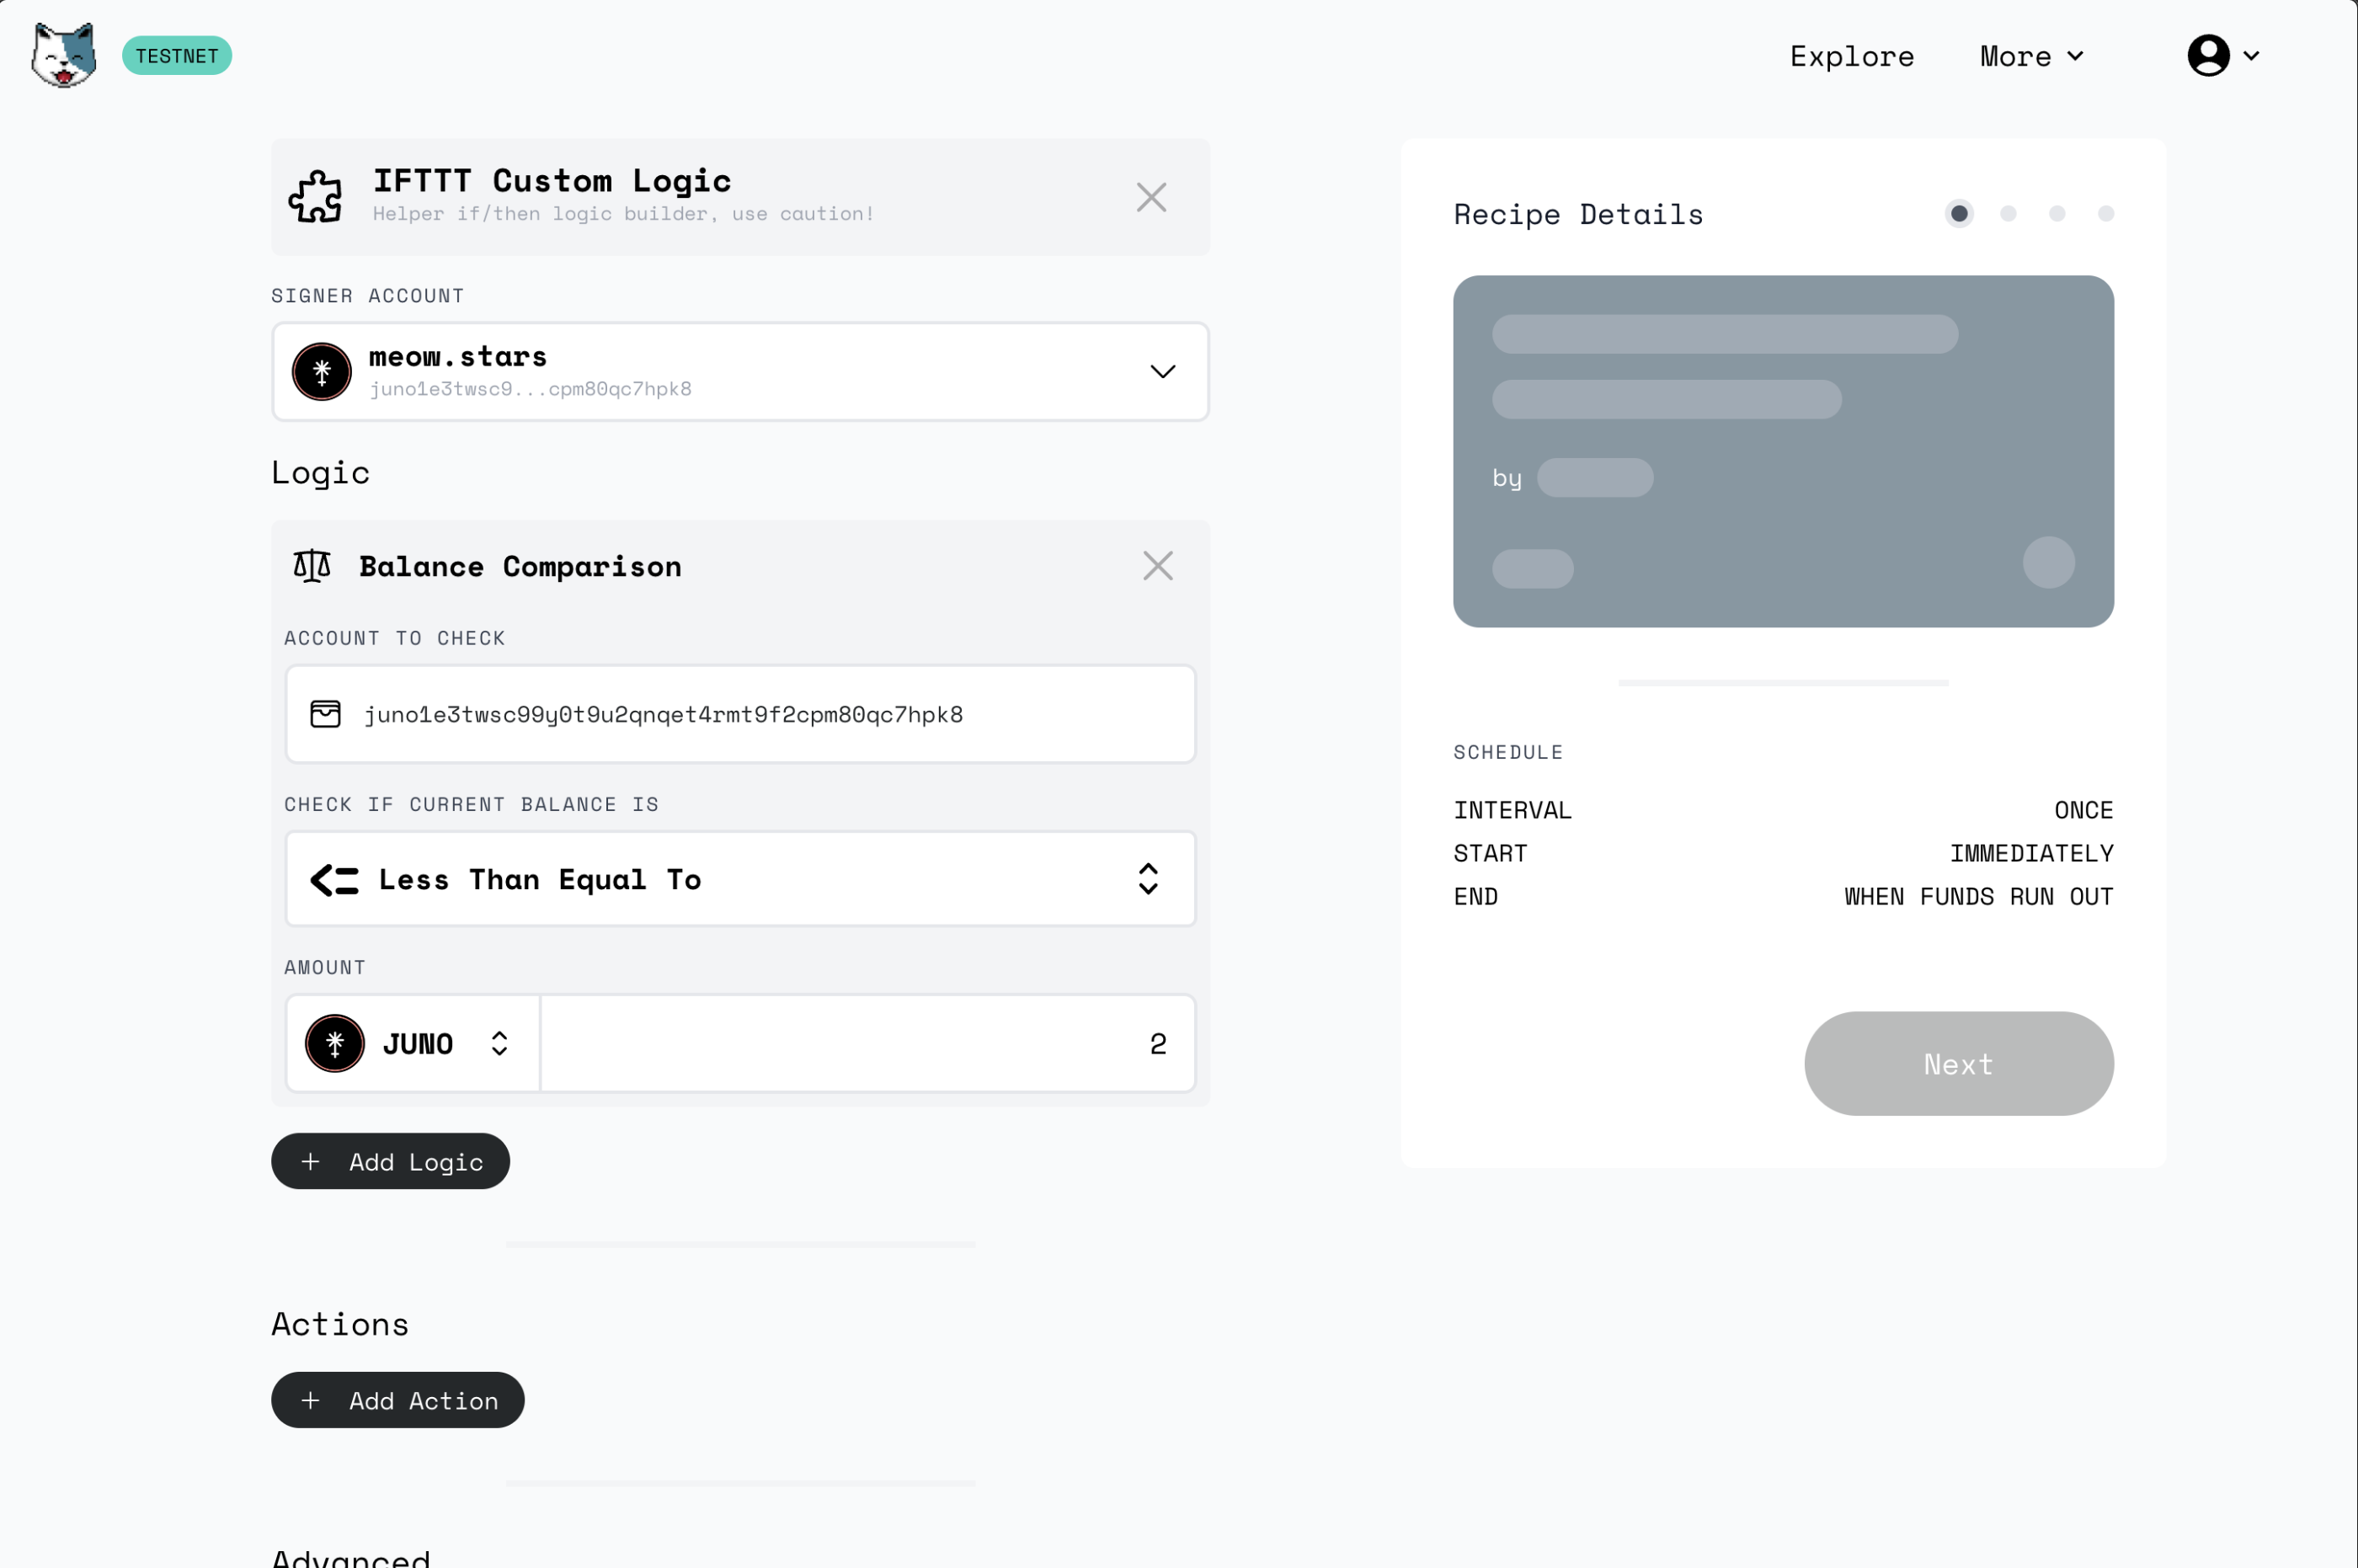 TESTNET
Explore
More
IFTTT Custom Logic
Helper if/then logic builder, use caution!
SIGNER ACCOUNT
meow.stars
juno1e3twsc9...cpm80qc7hpk8
Logic
Balance Comparison
ACCOUNT TO CHECK
juno1e3twsc99y0t9u2qnqet4rmt9f2cpm80qc7hpk8
CHECK IF CURRENT BALANCE IS
Less Than Equal To
AMOUNT
JUNO
2
+ Add Logic
Actions
+ Add Action
Advanced
Recipe Details
by
SCHEDULE
INTERVAL ONCE
START IMMEDIATELY
END WHEN FUNDS RUN OUT
Next